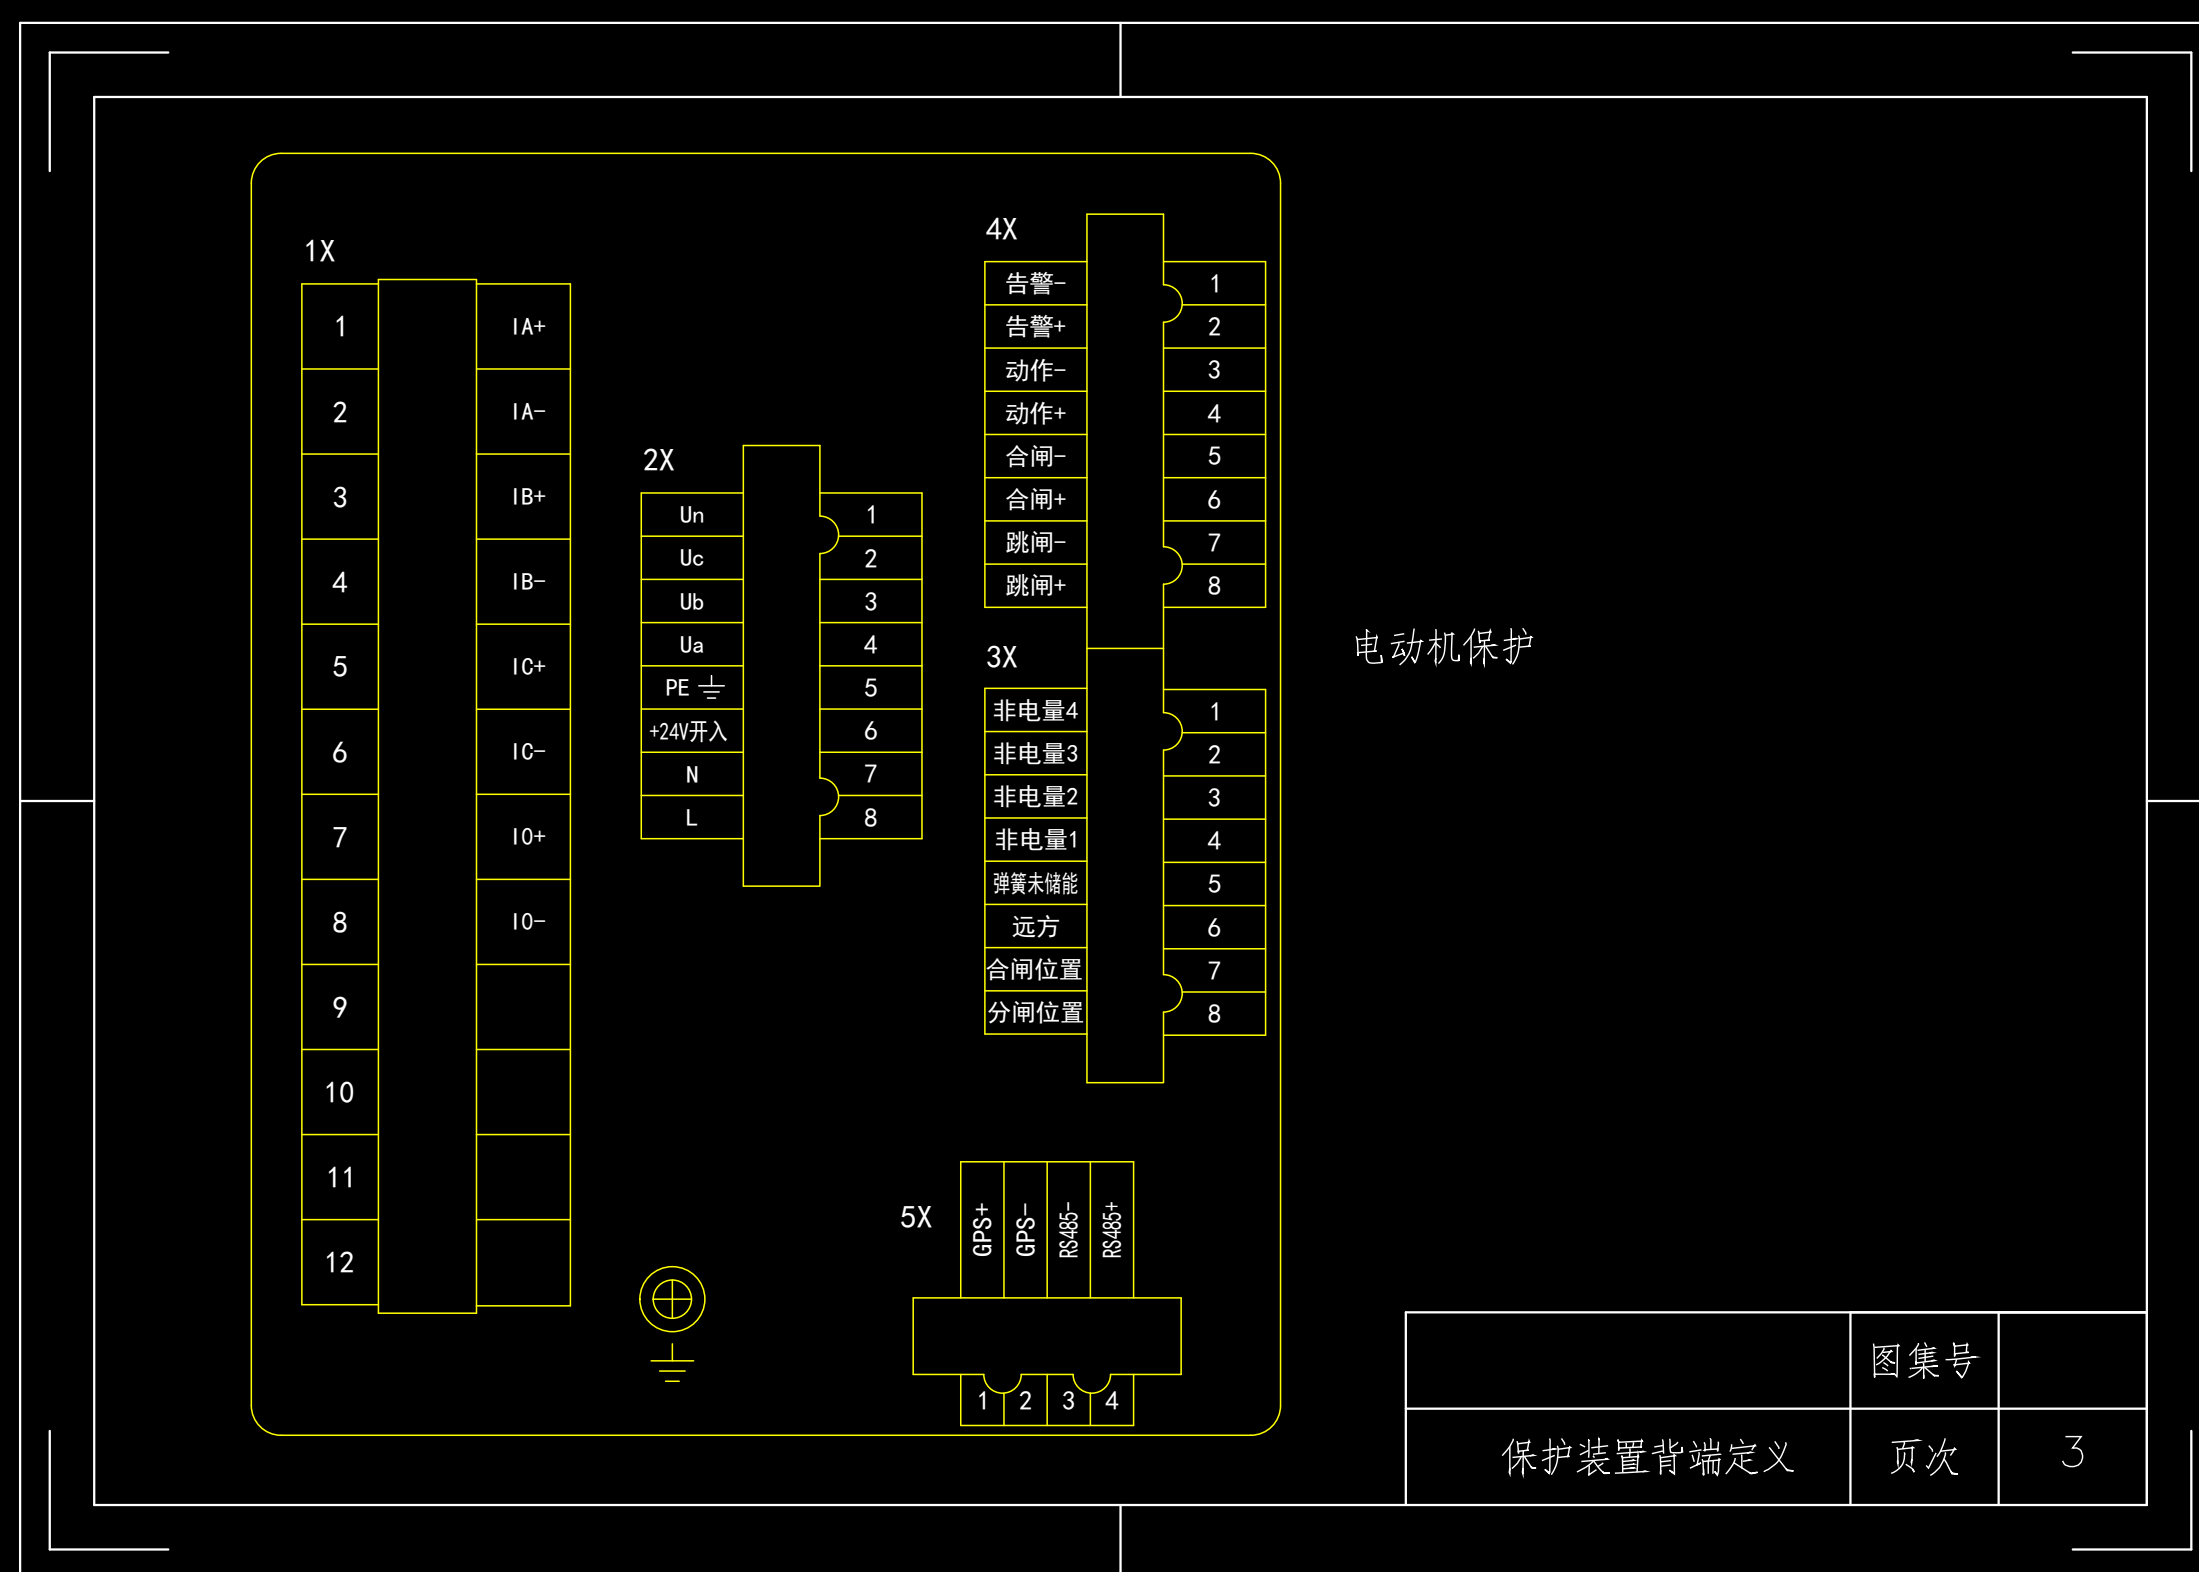 1X
1 IA+
2 IA-
3 IB+
4 IB-
5 IC+
6 IC-
7 I0+
8 I0-
9
10
11
12
2X
Un 1
Uc 2
Ub 3
Ua 4
PE 5
+24V开入 6
N 7
L 8
4X
告警- 1
告警+ 2
动作- 3
动作+ 4
合闸- 5
合闸+ 6
跳闸- 7
跳闸+ 8
3X
非电量4 1
非电量3 2
非电量2 3
非电量1 4
弹簧未储能 5
远方 6
合闸位置 7
分闸位置 8
5X
GPS+ GPS- RS485- RS485+
1 2 3 4
电动机保护
图集号
保护装置背端定义 页次 3